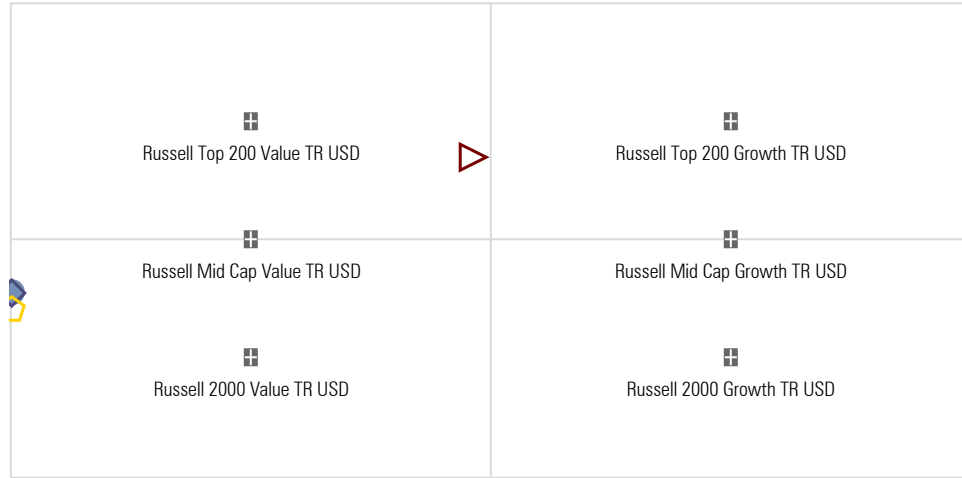 Russell Top 200 Value TR USD
Russell Top 200 Growth TR USD
Russell Mid Cap Value TR USD
Russell Mid Cap Growth TR USD
Russell 2000 Value TR USD
Russell 2000 Growth TR USD